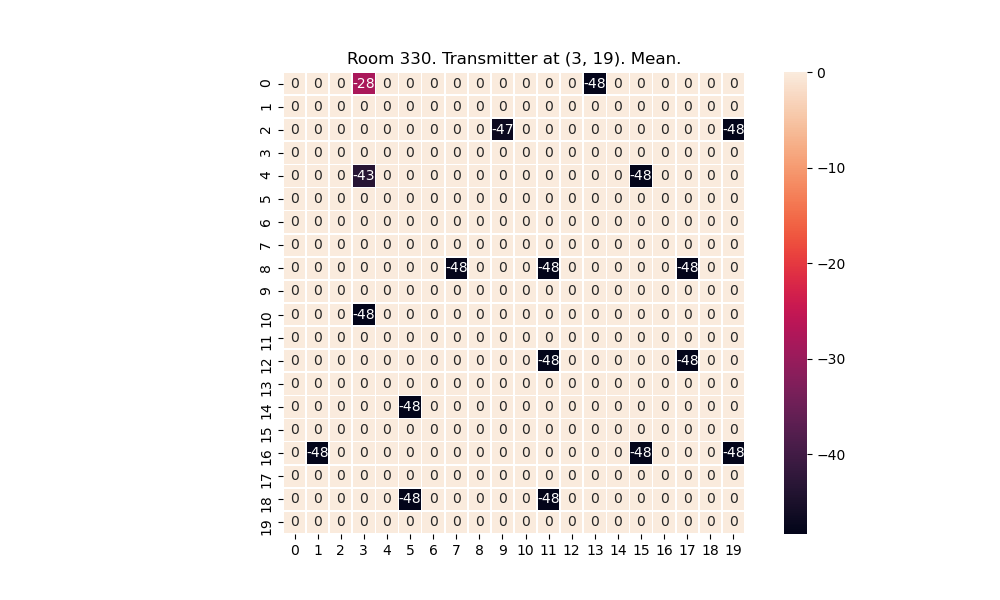 Room 330. Transmitter at (3, 19). Mean.
0 0 0 0 -28 0 0 0 0 0 0 0 0 0 -48 0 0 0 0 0 0
1 0 0 0 0 0 0 0 0 0 0 0 0 0 0 0 0 0 0 0 0
2 0 0 0 0 0 0 0 0 0 -47 0 0 0 0 0 0 0 0 0 -48
3 0 0 0 0 0 0 0 0 0 0 0 0 0 0 0 0 0 0 0 0
4 0 0 0 -43 0 0 0 0 0 0 0 0 0 0 0 -48 0 0 0 0
5 0 0 0 0 0 0 0 0 0 0 0 0 0 0 0 0 0 0 0 0
6 0 0 0 0 0 0 0 0 0 0 0 0 0 0 0 0 0 0 0 0
7 0 0 0 0 0 0 0 0 0 0 0 0 0 0 0 0 0 0 0 0
8 0 0 0 0 0 0 0 -48 0 0 0 -48 0 0 0 0 0 -48 0 0
9 0 0 0 0 0 0 0 0 0 0 0 0 0 0 0 0 0 0 0 0
10 0 0 0 -48 0 0 0 0 0 0 0 0 0 0 0 0 0 0 0 0
11 0 0 0 0 0 0 0 0 0 0 0 0 0 0 0 0 0 0 0 0
12 0 0 0 0 0 0 0 0 0 0 0 -48 0 0 0 0 0 -48 0 0
13 0 0 0 0 0 0 0 0 0 0 0 0 0 0 0 0 0 0 0 0
14 0 0 0 0 0 -48 0 0 0 0 0 0 0 0 0 0 0 0 0 0
15 0 0 0 0 0 0 0 0 0 0 0 0 0 0 0 0 0 0 0 0
16 0 -48 0 0 0 0 0 0 0 0 0 0 0 0 0 -48 0 0 0 -48
17 0 0 0 0 0 0 0 0 0 0 0 0 0 0 0 0 0 0 0 0
18 0 0 0 0 0 -48 0 0 0 0 0 -48 0 0 0 0 0 0 0 0
19 0 0 0 0 0 0 0 0 0 0 0 0 0 0 0 0 0 0 0 0
0 1 2 3 4 5 6 7 8 9 10 11 12 13 14 15 16 17 18 19
0
−10
−20
−30
−40